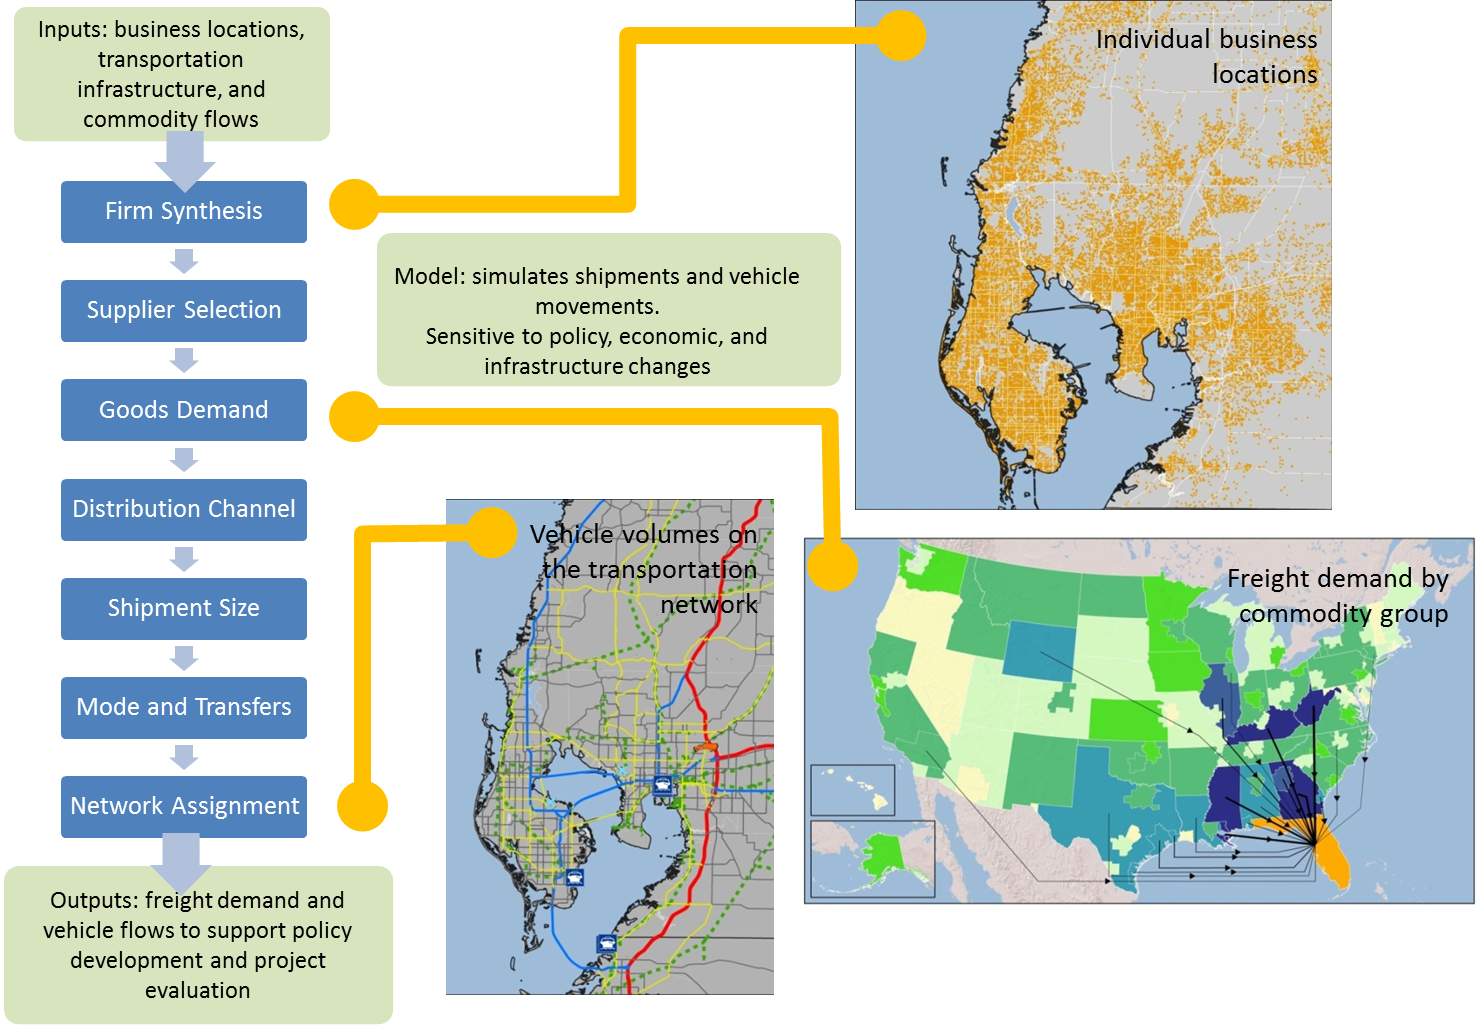 Inputs: business locations,
transportation
infrastructure, and
commodity flows
Firm Synthesis
Supplier Selection
Goods Demand
Distribution Channel
Shipment Size
Mode and Transfers
Network Assignment
Outputs: freight demand and
vehicle flows to support policy
development and project
evaluation
Model: simulates shipments and vehicle
movements.
Sensitive to policy, economic, and
infrastructure changes
Individual business
locations
Vehicle volumes on
the transportation
network
Freight demand by
commodity group